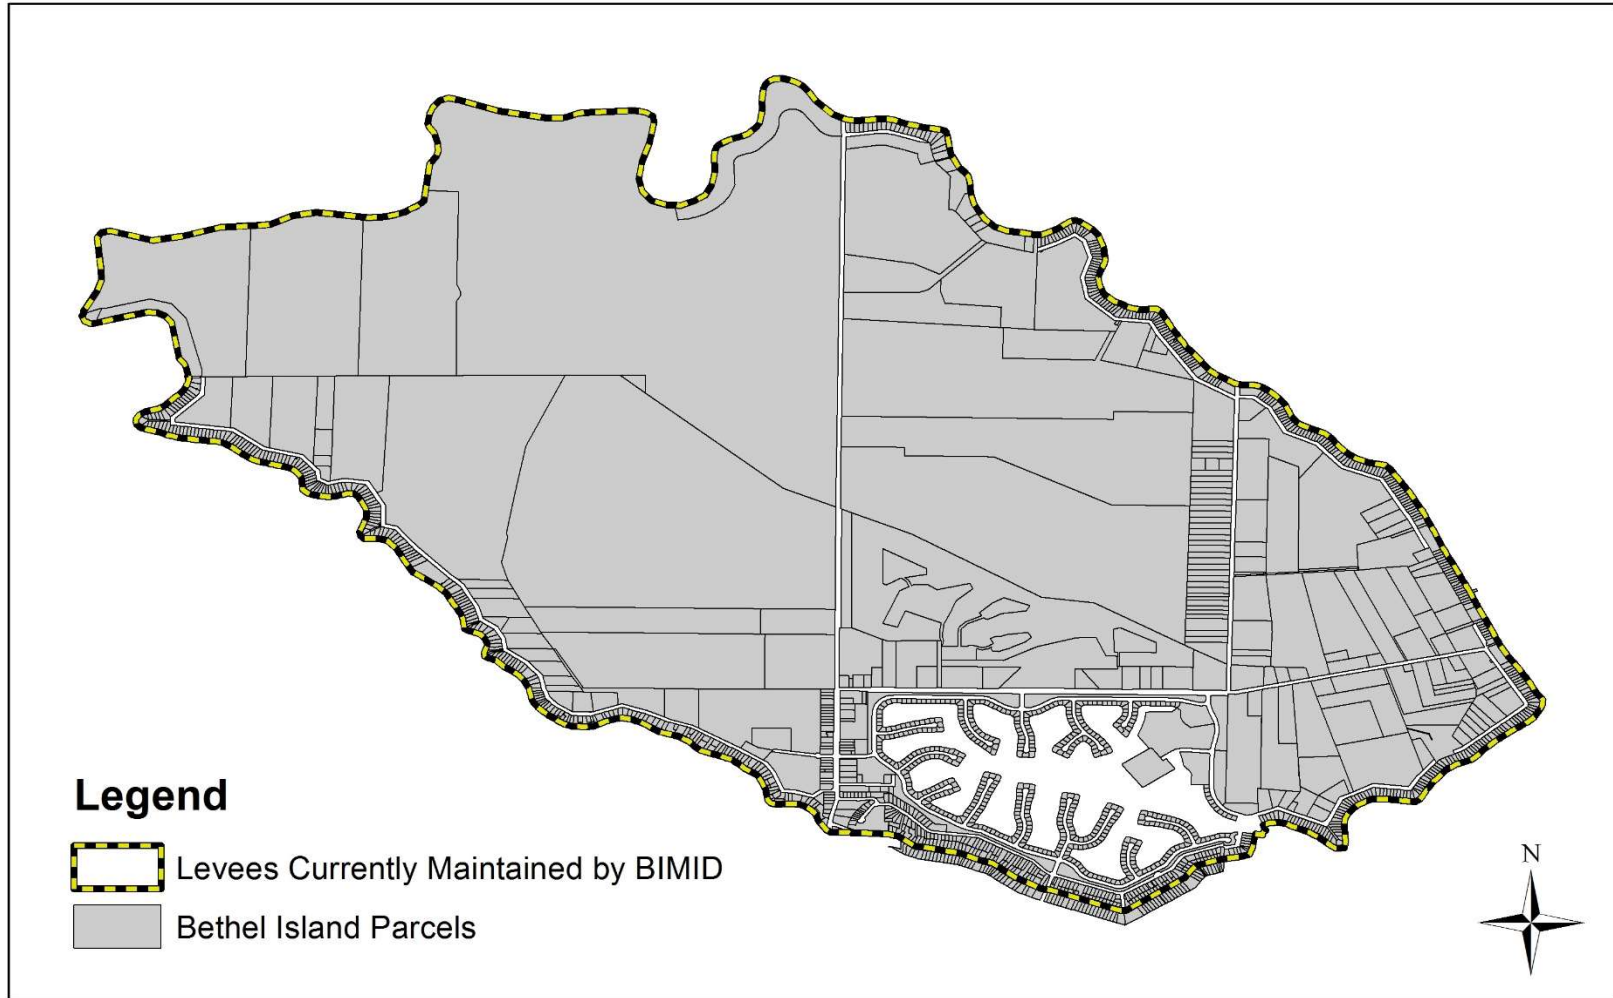 Legend
Levees Currently Maintained by BIMID
Bethel Island Parcels
N